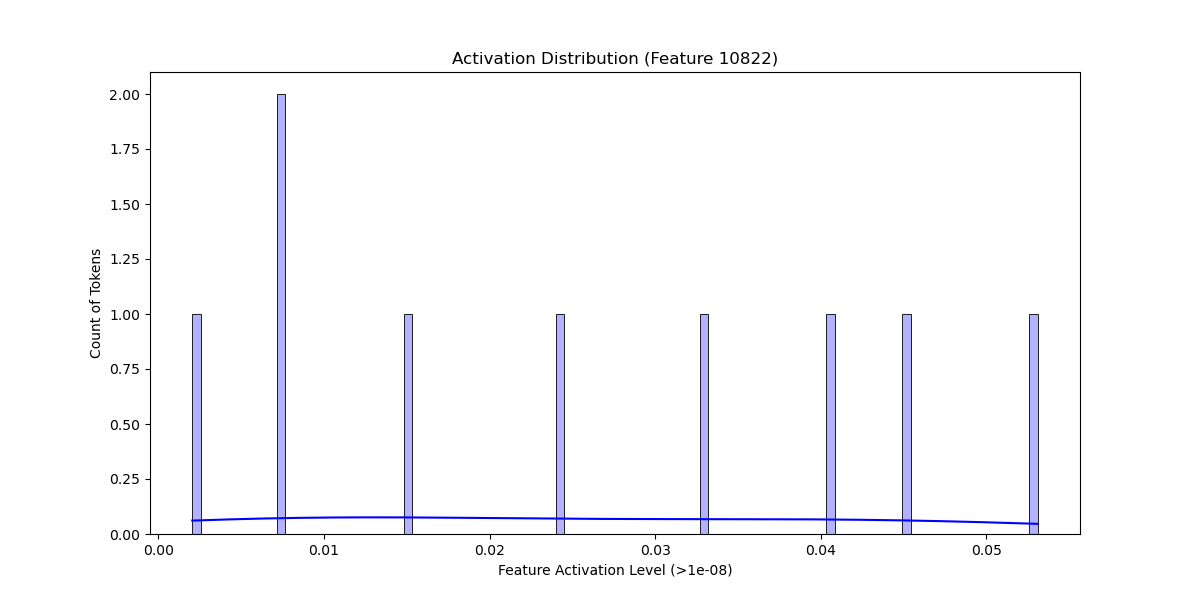 Activation Distribution (Feature 10822)
Count of Tokens
2.00
1.75
1.50
1.25
1.00
0.75
0.50
0.25
0.00
0.00 0.01 0.02 0.03 0.04 0.05
Feature Activation Level (>1e-08)